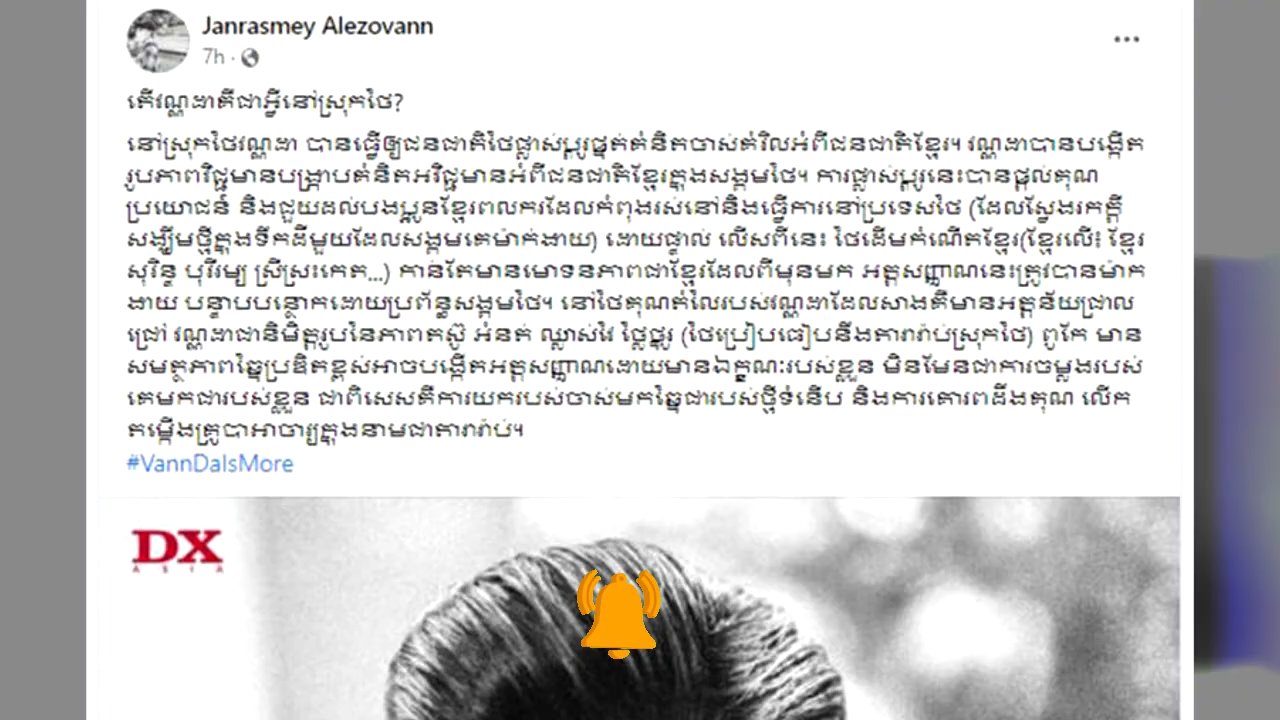 Janrasmey Alezovann
7h ·
តើវណ្ណដាគឺជាអ្វីនៅស្រុកថៃ?
នៅស្រុកថៃវណ្ណដា បានធ្វើឲ្យជនជាតិថៃផ្លាស់ប្តូរផ្នត់គំនិតចាស់គំរិលអំពីជនជាតិខ្មែរ។ វណ្ណដាបានបង្កើត
រូបភាពវិជ្ជមានបង្ក្រាបគំនិតអវិជ្ជមានអំពីជនជាតិខ្មែរក្នុងសង្គមថៃ។ ការផ្លាស់ប្តូរនេះបានផ្តល់គុណ
ប្រយោជន៍ និងជួយដល់បងប្អូនខ្មែរពលករដែលកំពុងរស់នៅនិងធ្វើការនៅប្រទេសថៃ (ដែលស្វែងរកក្តី
សង្ឃឹមថ្មីក្នុងទឹកដីមួយដែលសង្គមគេម៉ាក់ងាយ) ដោយផ្ទាល់ លើសពីនេះ ថៃដើមកំណើតខ្មែរ(ខ្មែរលើ៖ ខ្មែរ
សុរិន្ទ បុរីរម្យ ស្រីស្រះកេត...) កាន់តែមានមោទនភាពជាខ្មែរដែលពីមុនមក អត្តសញ្ញាណនេះត្រូវបានម៉ាក
ងាយ បន្ទាបបន្ថោកដោយប្រព័ន្ធសង្គមថៃ។ នៅថៃគុណតំលៃរបស់វណ្ណដាដែលសាងគឺមានអត្ថន័យជ្រាល
ជ្រៅ វណ្ណដាជានិមិត្តរូបនៃភាពតស៊ូ អំនត់ ឈ្លាសវៃ ថ្លៃថ្នូរ (ថៃប្រៀបធៀបនឹងតារារ៉ាប់ស្រុកថៃ) ពូកែ មាន
សមត្ថភាពច្នៃប្រឌិតខ្ពស់អាចបង្កើតអត្តសញ្ញាណដោយមានឯក្ខណៈរបស់ខ្លួន មិនមែនជាការចម្លងរបស់
គេមកជារបស់ខ្លួន ជាពិសេសគឺការយករបស់ចាស់មកច្នៃជារបស់ថ្មីទំនើប និងការគោរពដឹងគុណ លើក
តម្កើងគ្រូបាអាចារ្យក្នុងនាមជាតារារ៉ាប់។
#VannDaIsMore
DX
ASIA